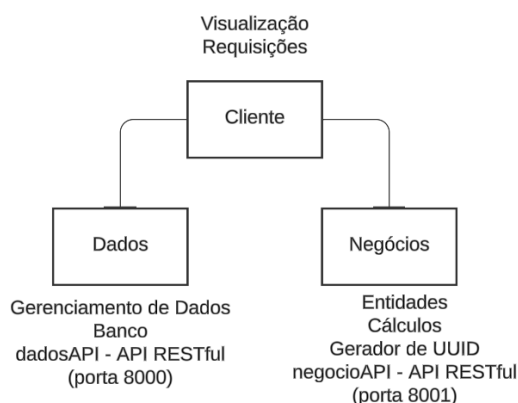 Visualização
Requisições
Cliente
Dados
Negócios
Gerenciamento de Dados
Banco
dadosAPI - API RESTful
(porta 8000)
Entidades
Cálculos
Gerador de UUID
negocioAPI - API RESTful
(porta 8001)